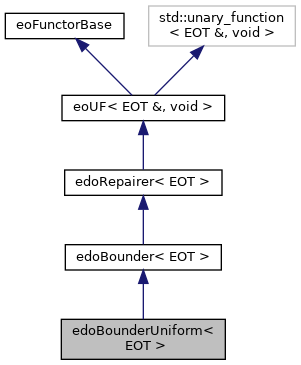 eoFunctorBase
std::unary_function
< EOT &, void >
eoUF< EOT &, void >
edoRepairer< EOT >
edoBounder< EOT >
edoBounderUniform<
EOT >